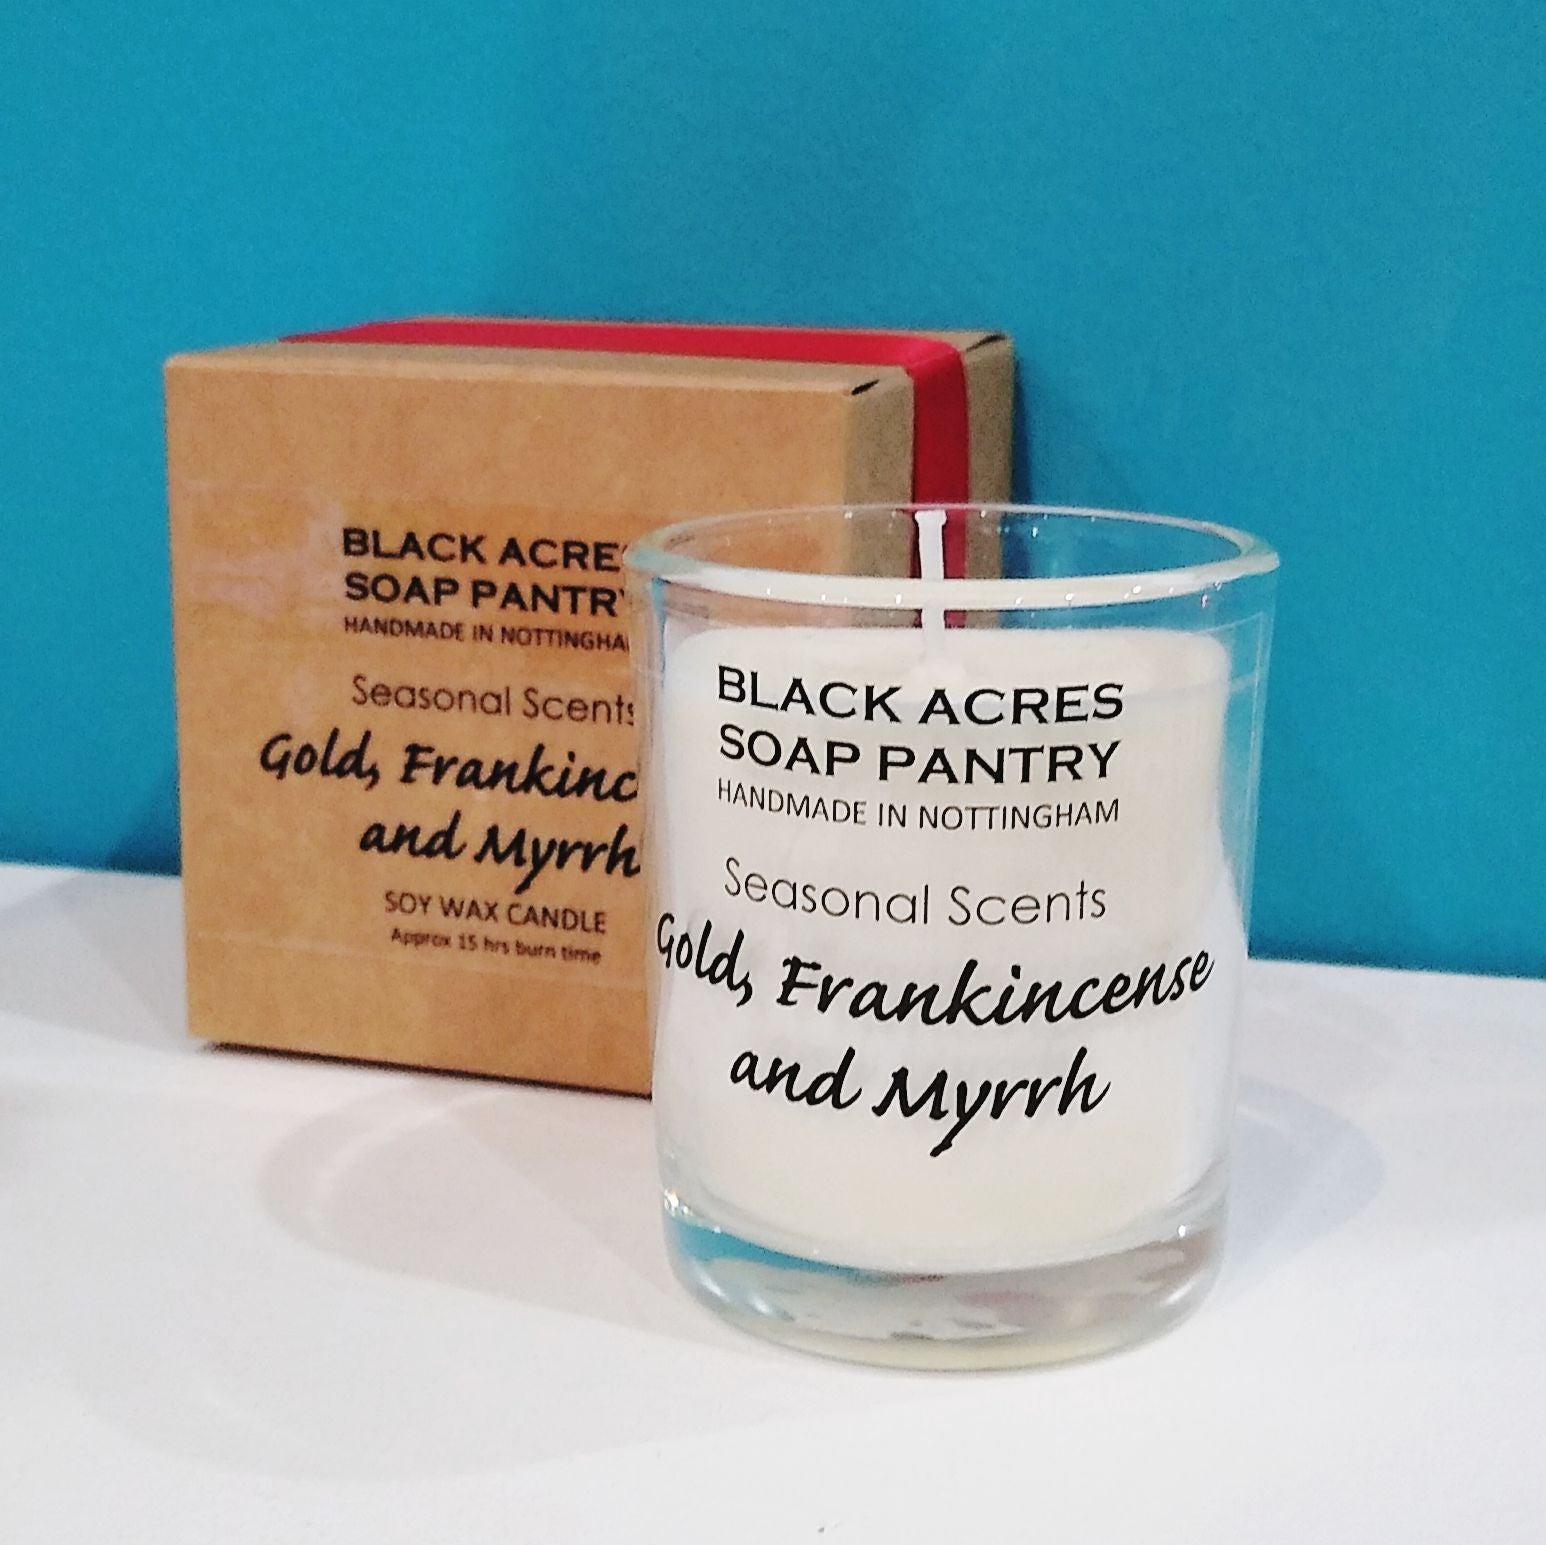 BLACK ACRES
SOAP PANTRY
HANDMADE IN NOTTINGHAM
Seasonal Scents
Gold, Frankinc
and Myrrh
SOY WAX CANDLE
Approx 15 hrs burn time
BLACK ACRES
SOAP PANTRY
HANDMADE IN NOTTINGHAM
Seasonal Scents
Gold, Frankincense
and Myrrh